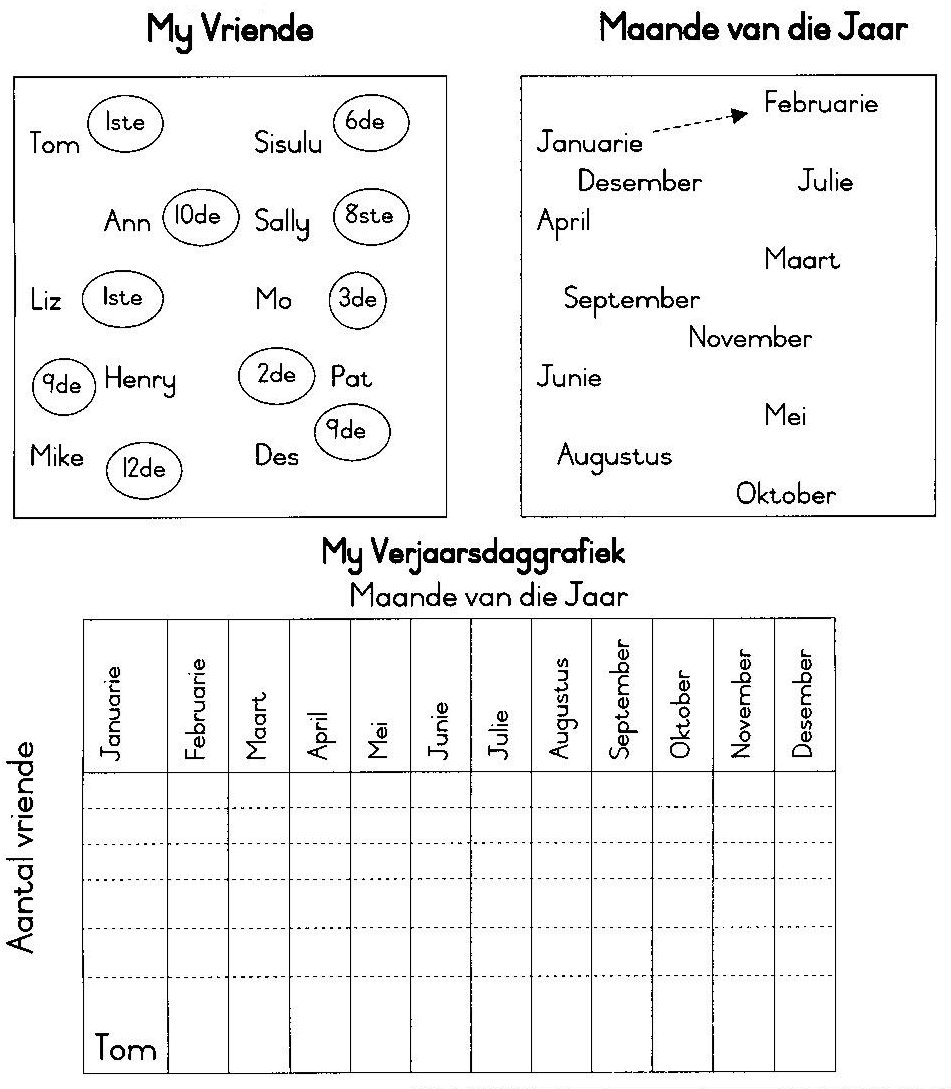 My Vriende
Tom 1ste
Sisulu 6de
Ann 10de
Sally 8ste
Liz 1ste
Mo 3de
9de Henry
2de Pat
Mike 12de
Des 9de
Maande van die Jaar
Februarie
Januarie
Desember
Julie
April
Maart
September
November
Junie
Mei
Augustus
Oktober
My Verjaarsdaggrafiek
Maande van die Jaar
Januarie
Februarie
Maart
April
Mei
Junie
Julie
Augustus
September
Oktober
November
Desember
Aantal vriende
Tom